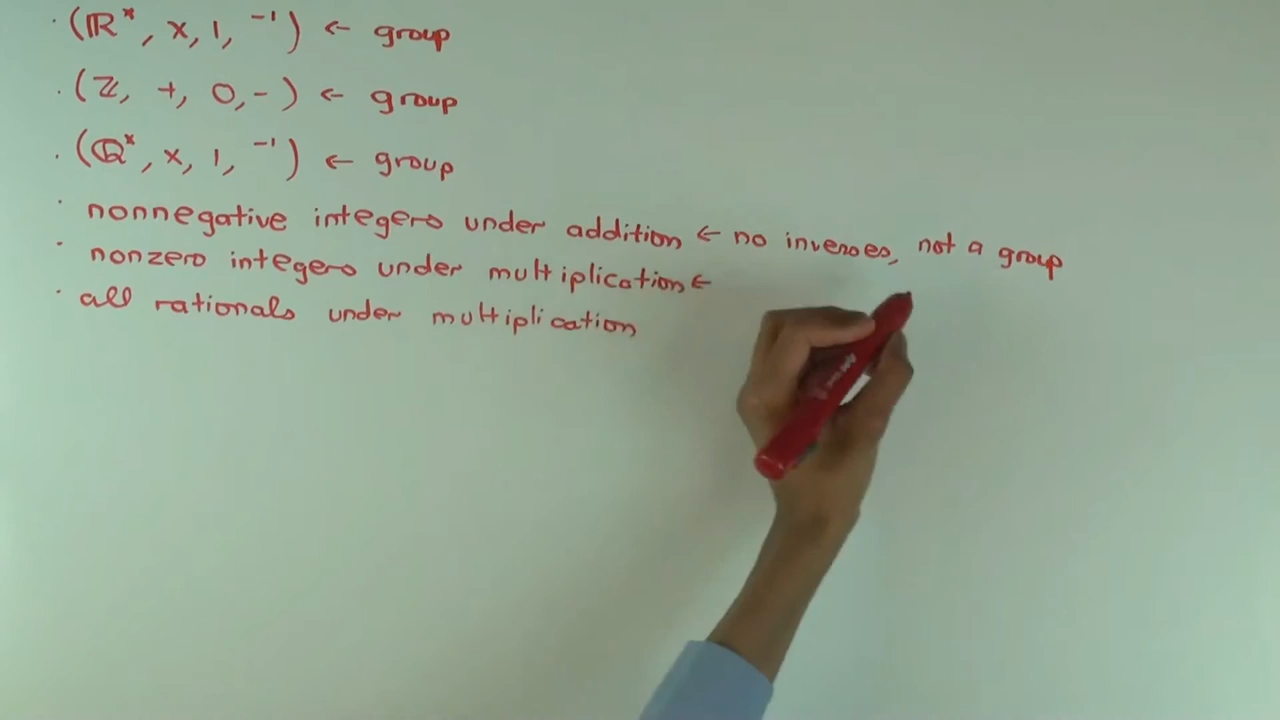 · (ℝ*, x, 1, ⁻¹) ← group
· (ℤ, +, 0, -) ← group
· (ℚ*, x, 1, ⁻¹) ← group
· nonnegative integers under addition ← no inverses, not a group
· nonzero integers under multiplication ←
· all rationals under multiplication